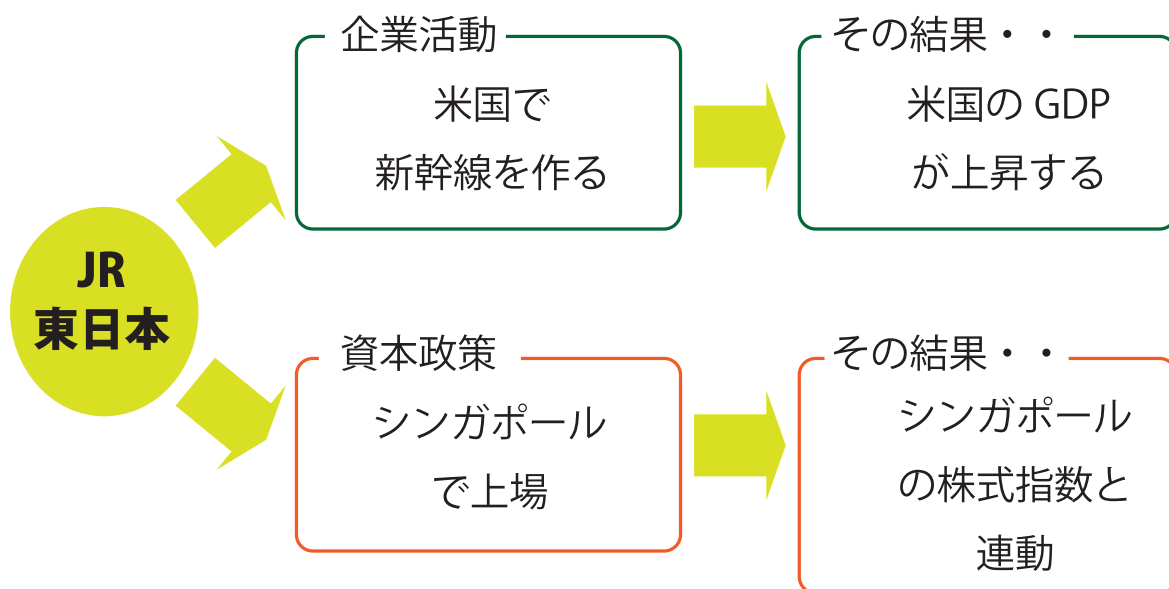 企業活動
米国で
新幹線を作る
その結果・・
米国の GDP
が上昇する
JR
東日本
資本政策
シンガポール
で上場
その結果・・
シンガポール
の株式指数と
連動